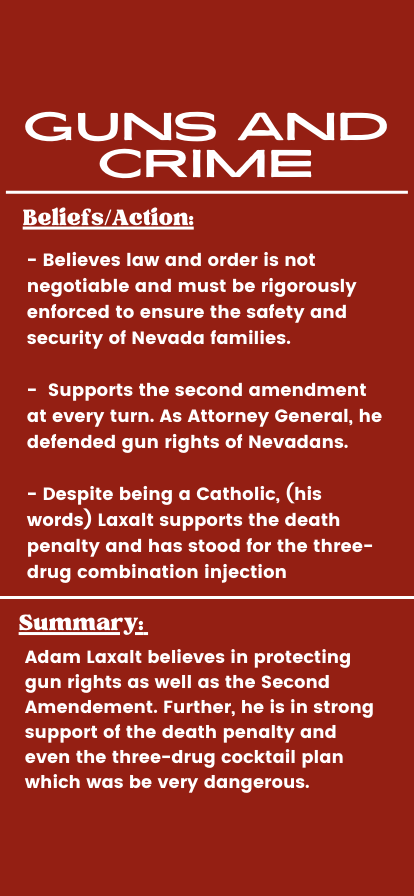 GUNS AND
CRIME
Beliefs/Action:
- Believes law and order is not
negotiable and must be rigorously
enforced to ensure the safety and
security of Nevada families.
- Supports the second amendment
at every turn. As Attorney General, he
defended gun rights of Nevadans.
- Despite being a Catholic, (his
words) Laxalt supports the death
penalty and has stood for the three-
drug combination injection
Summary:
Adam Laxalt believes in protecting
gun rights as well as the Second
Amendement. Further, he is in strong
support of the death penalty and
even the three-drug cocktail plan
which was be very dangerous.